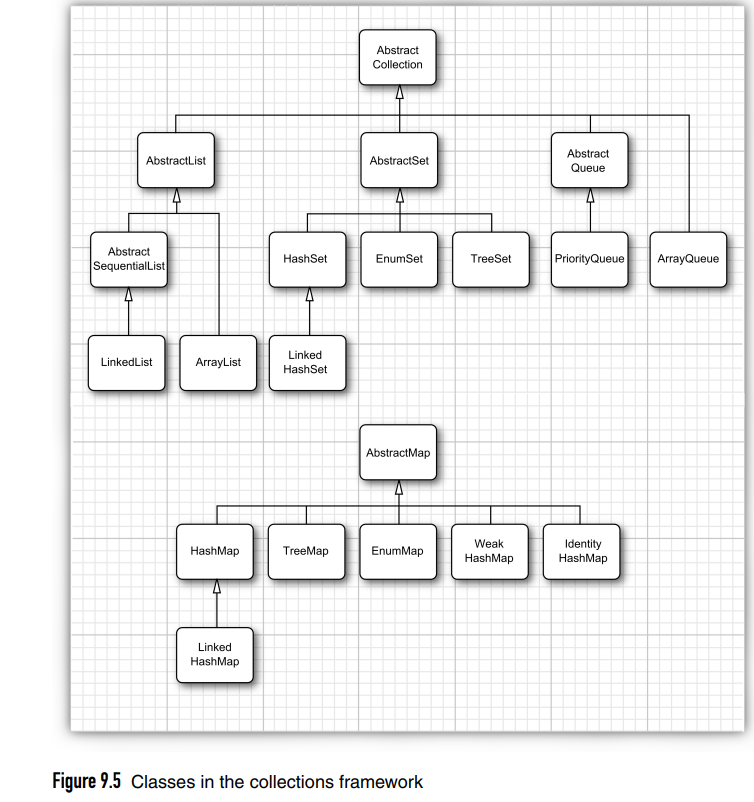 Abstract
Collection
AbstractList
AbstractSet
Abstract
Queue
Abstract
SequentialList
HashSet
EnumSet
TreeSet
PriorityQueue
ArrayQueue
LinkedList
ArrayList
Linked
HashSet
AbstractMap
HashMap
TreeMap
EnumMap
Weak
HashMap
Identity
HashMap
Linked
HashMap
Figure 9.5 Classes in the collections framework